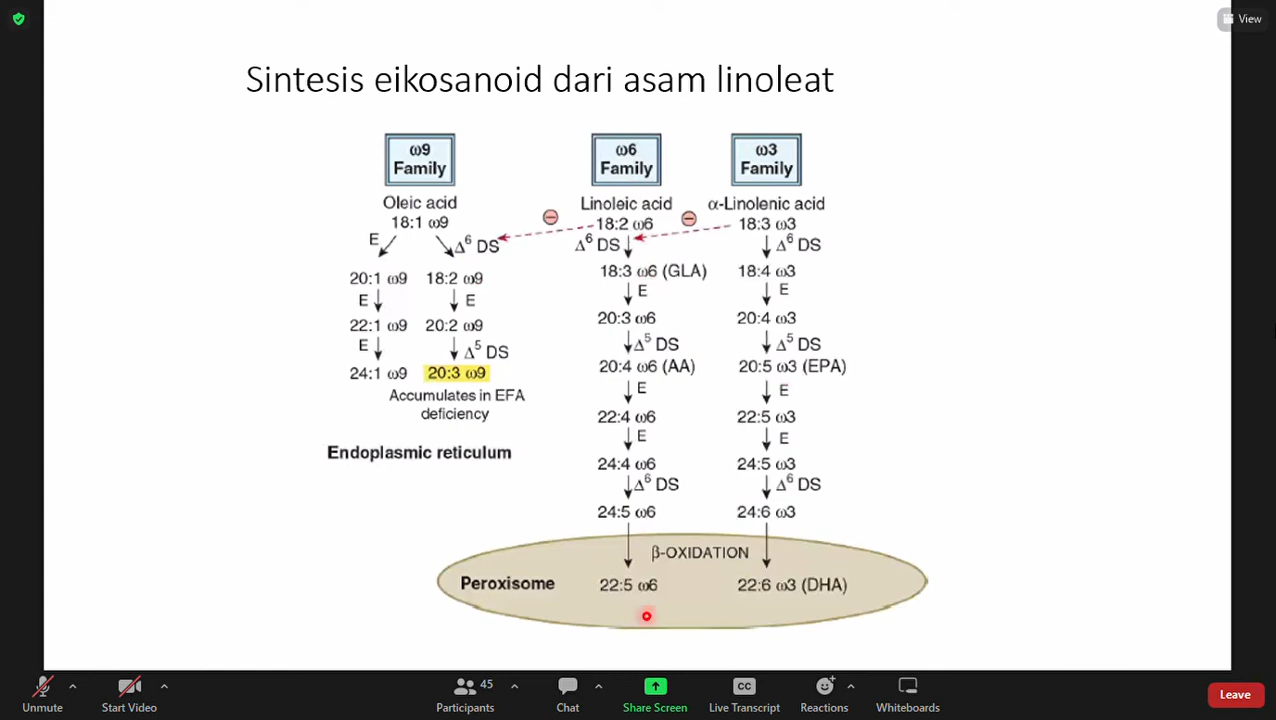 View
Sintesis eikosanoid dari asam linoleat
ω9 Family
ω6 Family
ω3 Family
Oleic acid
Linoleic acid
α-Linolenic acid
18:1 ω9
18:2 ω6
18:3 ω3
E
Δ⁶ DS
Δ⁶ DS
Δ⁶ DS
20:1 ω9
18:2 ω9
18:3 ω6 (GLA)
18:4 ω3
E
E
E
E
22:1 ω9
20:2 ω9
20:3 ω6
20:4 ω3
E
Δ⁵ DS
Δ⁵ DS
Δ⁵ DS
24:1 ω9
20:3 ω9
20:4 ω6 (AA)
20:5 ω3 (EPA)
Accumulates in EFA
deficiency
E
E
22:4 ω6
22:5 ω3
E
E
Endoplasmic reticulum
24:4 ω6
24:5 ω3
Δ⁶ DS
Δ⁶ DS
24:5 ω6
24:6 ω3
β-OXIDATION
Peroxisome
22:5 ω6
22:6 ω3 (DHA)
Unmute
Start Video
Participants
45
Chat
Share Screen
CC
Live Transcript
Reactions
Whiteboards
Leave